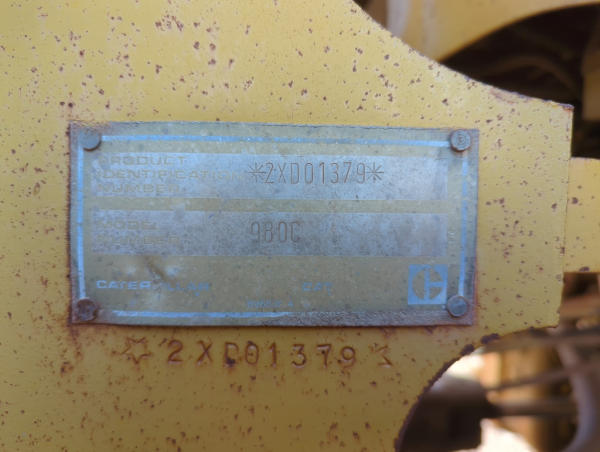 PRODUCT
IDENTIFICATION *2XD01379*
NUMBER
980C
CATERPILLAR
2XD01379